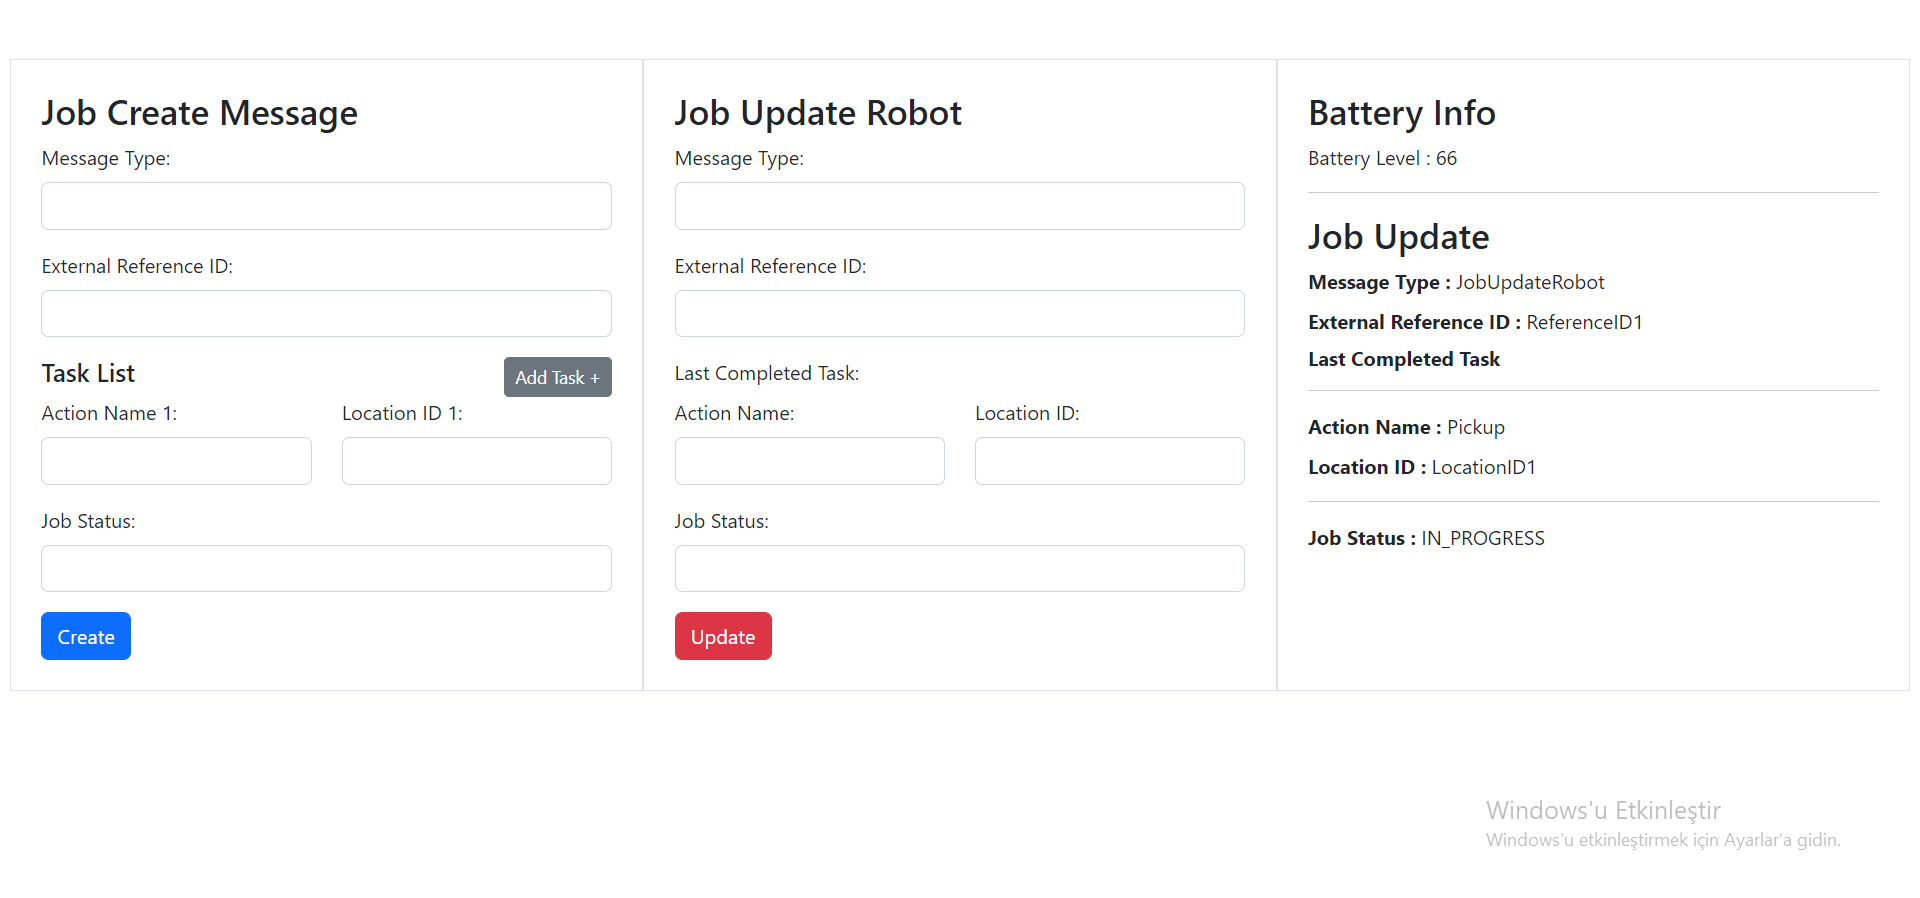 Job Create Message
Message Type:
External Reference ID:
Task List
Add Task +
Action Name 1:
Location ID 1:
Job Status:
Create
Job Update Robot
Message Type:
External Reference ID:
Last Completed Task:
Action Name:
Location ID:
Job Status:
Update
Battery Info
Battery Level : 66
Job Update
Message Type : JobUpdateRobot
External Reference ID : ReferenceID1
Last Completed Task
Action Name : Pickup
Location ID : LocationID1
Job Status : IN_PROGRESS
Windows'u Etkinleştir
Windows'u etkinleştirmek için Ayarlar'a gidin.